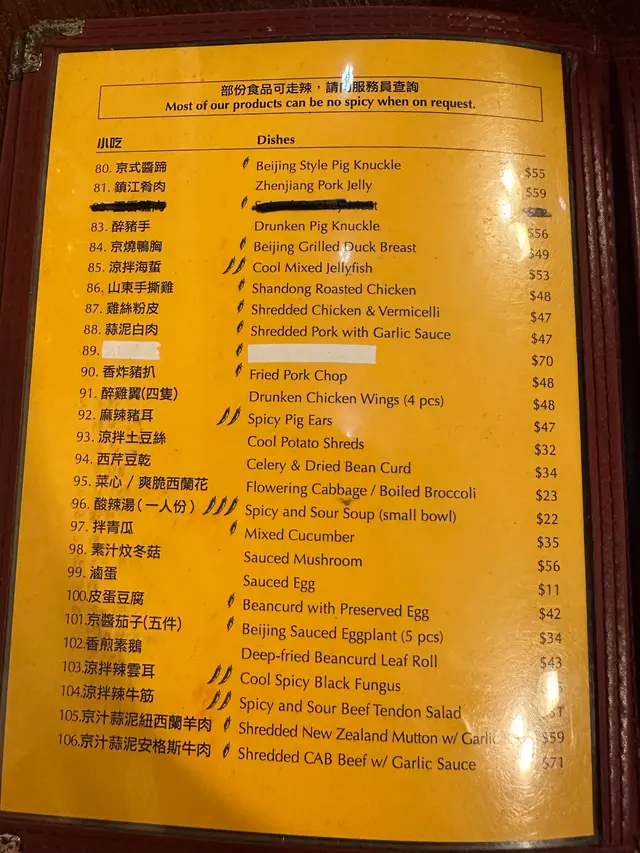 部份食品可走辣，請向服務員查詢
Most of our products can be no spicy when on request.
小吃 Dishes
80. 京式醬蹄 Beijing Style Pig Knuckle $55
81. 鎮江肴肉 Zhenjiang Pork Jelly $59
83. 醉豬手 Drunken Pig Knuckle $56
84. 京燒鴨胸 Beijing Grilled Duck Breast $49
85. 涼拌海蜇 Cool Mixed Jellyfish $53
86. 山東手撕雞 Shandong Roasted Chicken $48
87. 雞絲粉皮 Shredded Chicken & Vermicelli $47
88. 蒜泥白肉 Shredded Pork with Garlic Sauce $47
89. $70
90. 香炸豬扒 Fried Pork Chop $48
91. 醉雞翼(四隻) Drunken Chicken Wings (4 pcs) $48
92. 麻辣豬耳 Spicy Pig Ears $47
93. 涼拌土豆絲 Cool Potato Shreds $32
94. 西芹豆乾 Celery & Dried Bean Curd $34
95. 菜心 / 爽脆西蘭花 Flowering Cabbage / Boiled Broccoli $23
96. 酸辣湯 ( 一人份 ) Spicy and Sour Soup (small bowl) $22
97. 拌青瓜 Mixed Cucumber $35
98. 素汁炆冬菇 Sauced Mushroom $56
99. 滷蛋 Sauced Egg $11
100.皮蛋豆腐 Beancurd with Preserved Egg $42
101.京醬茄子(五件) Beijing Sauced Eggplant (5 pcs) $34
102.香煎素鵝 Deep-fried Beancurd Leaf Roll $43
103.涼拌辣雲耳 Cool Spicy Black Fungus
104.涼拌辣牛筋 Spicy and Sour Beef Tendon Salad
105.京汁蒜泥紐西蘭羊肉 Shredded New Zealand Mutton w/ Garlic $59
106.京汁蒜泥安格斯牛肉 Shredded CAB Beef w/ Garlic Sauce $71